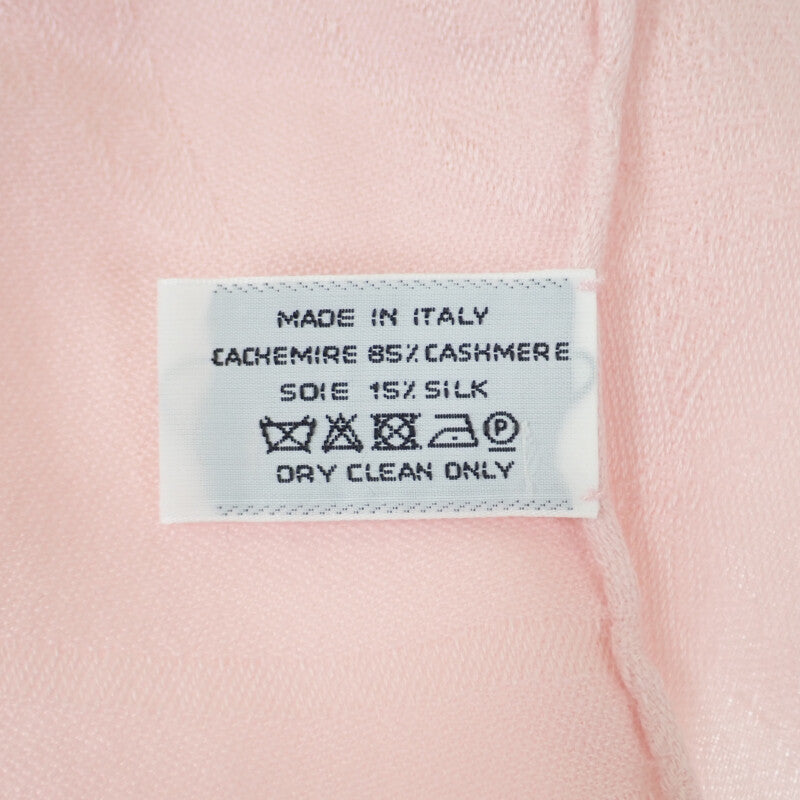 MADE IN ITALY
CACHEMIRE 85% CASHMERE
SOIE 15% SILK
P
DRY CLEAN ONLY